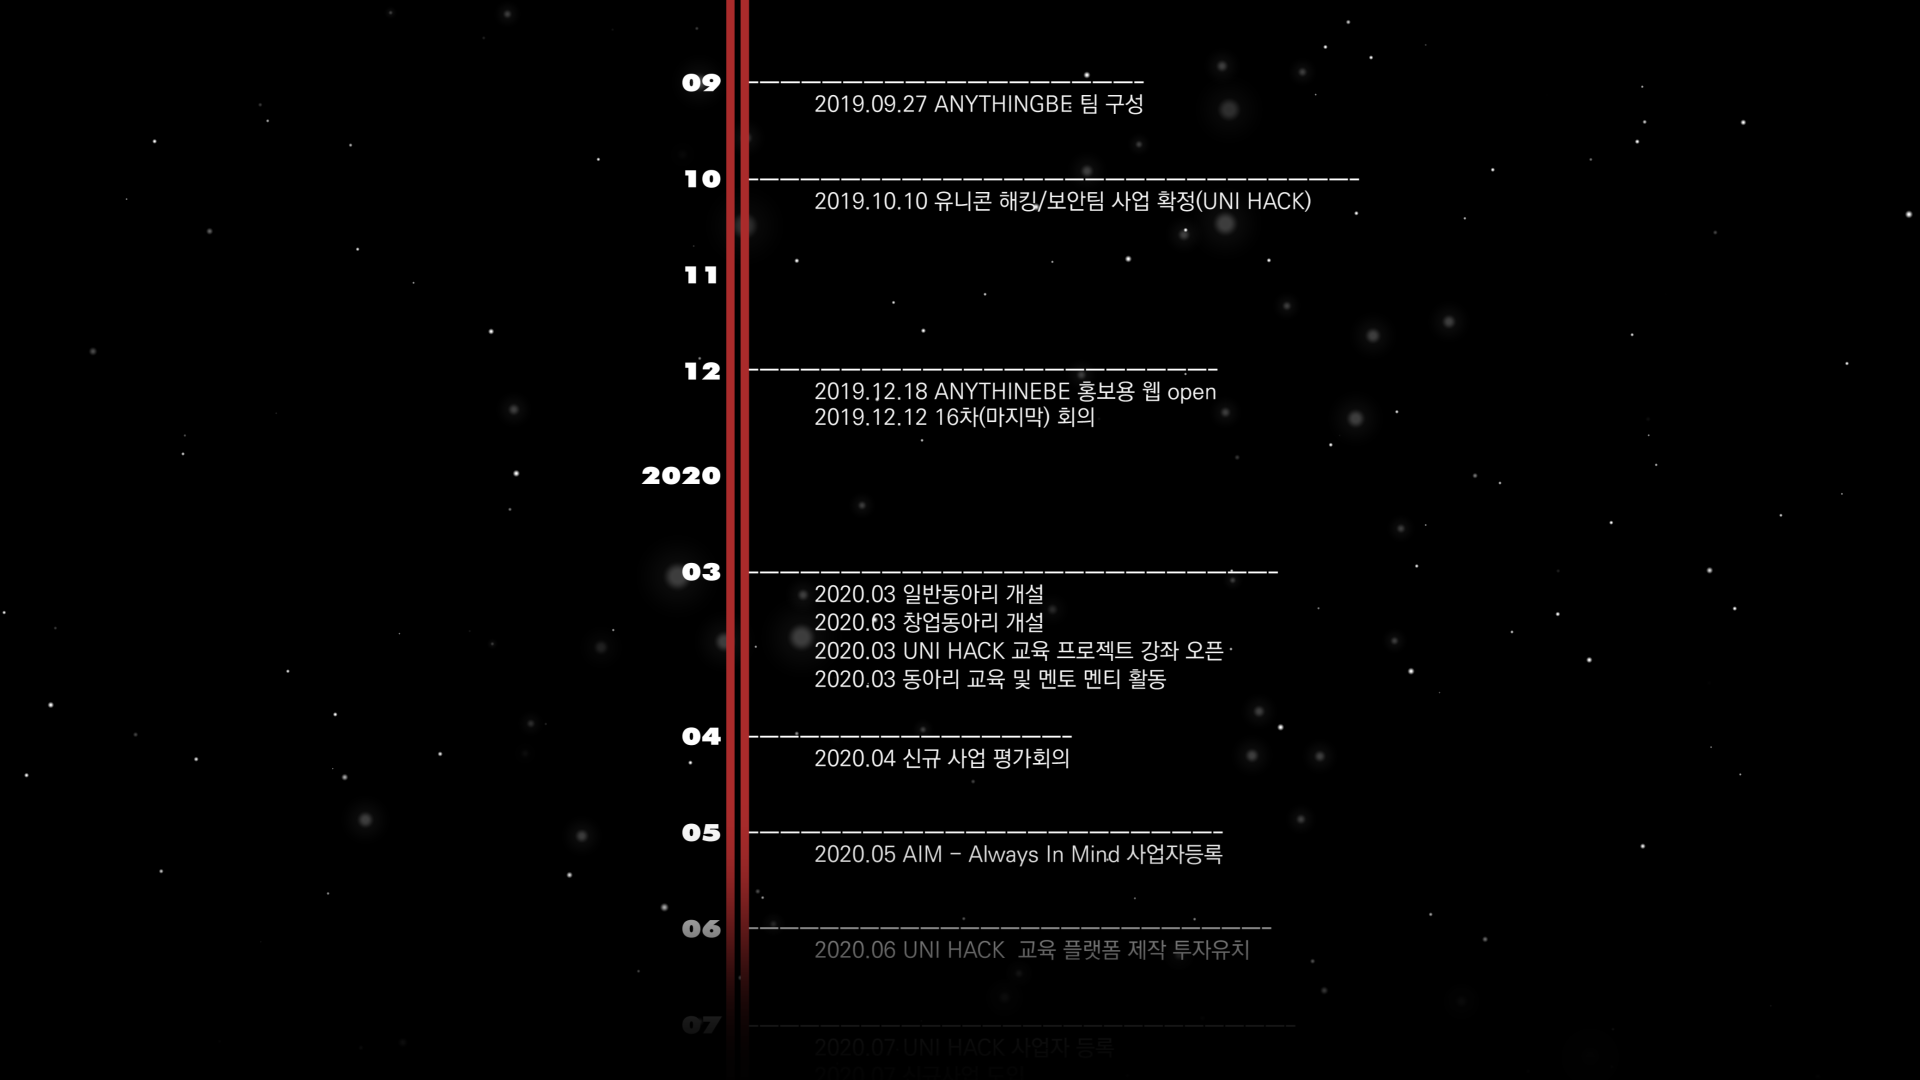 09
2019.09.27 ANYTHINGBE 팀 구성
10
2019.10.10 유니콘 해킹/보안팀 사업 확정(UNI HACK)
11
12
2019.12.18 ANYTHINEBE 홍보용 웹 open
2019.12.12 16차(마지막) 회의
2020
03
2020.03 일반동아리 개설
2020.03 창업동아리 개설
2020.03 UNI HACK 교육 프로젝트 강좌 오픈
2020.03 동아리 교육 및 멘토 멘티 활동
04
2020.04 신규 사업 평가회의
05
2020.05 AIM - Always In Mind 사업자등록
06
2020.06 UNI HACK 교육 플랫폼 제작 투자유치
07
2020.07 UNI HACK 사업자 등록
2020.07